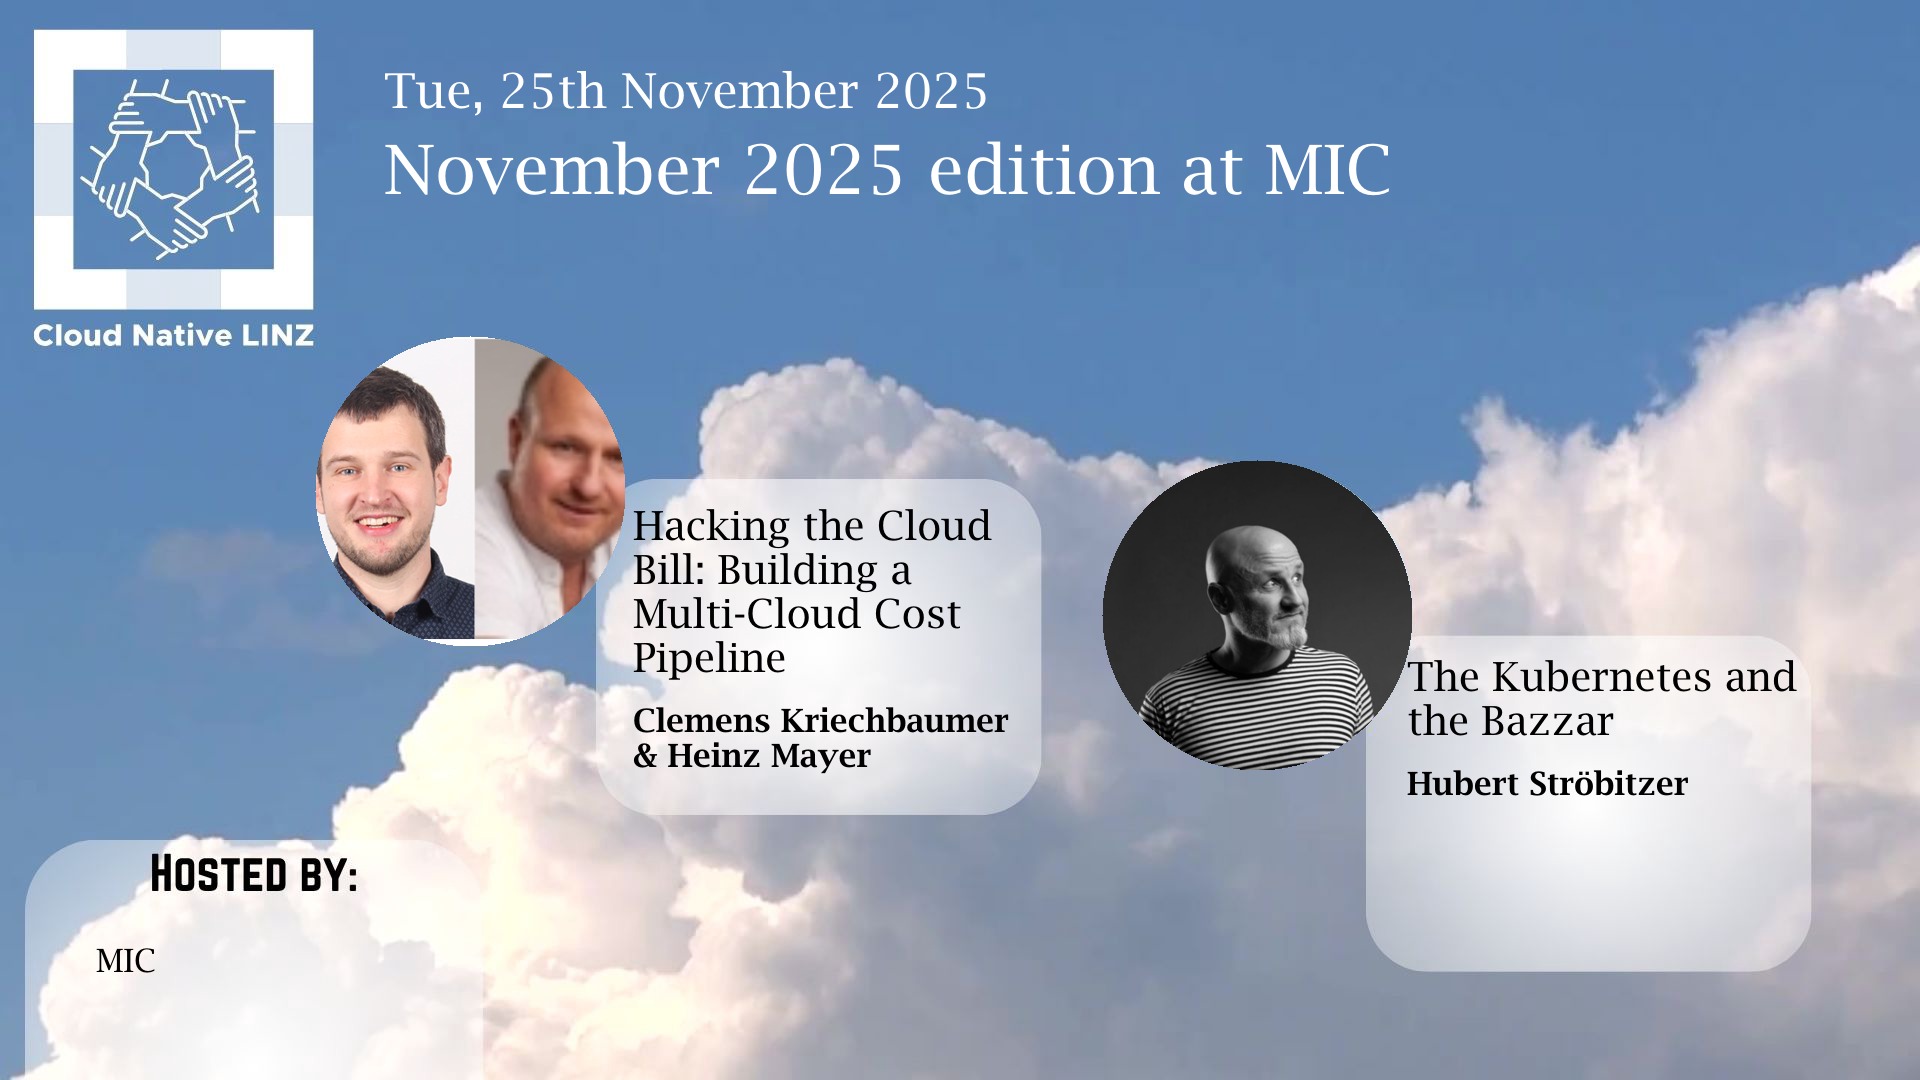 Tue, 25th November 2025
November 2025 edition at MIC
Cloud Native LINZ
Hacking the Cloud
Bill: Building a
Multi-Cloud Cost
Pipeline
Clemens Kriechbaumer
& Heinz Mayer
The Kubernetes and
the Bazzar
Hubert Ströbitzer
HOSTED BY:
MIC